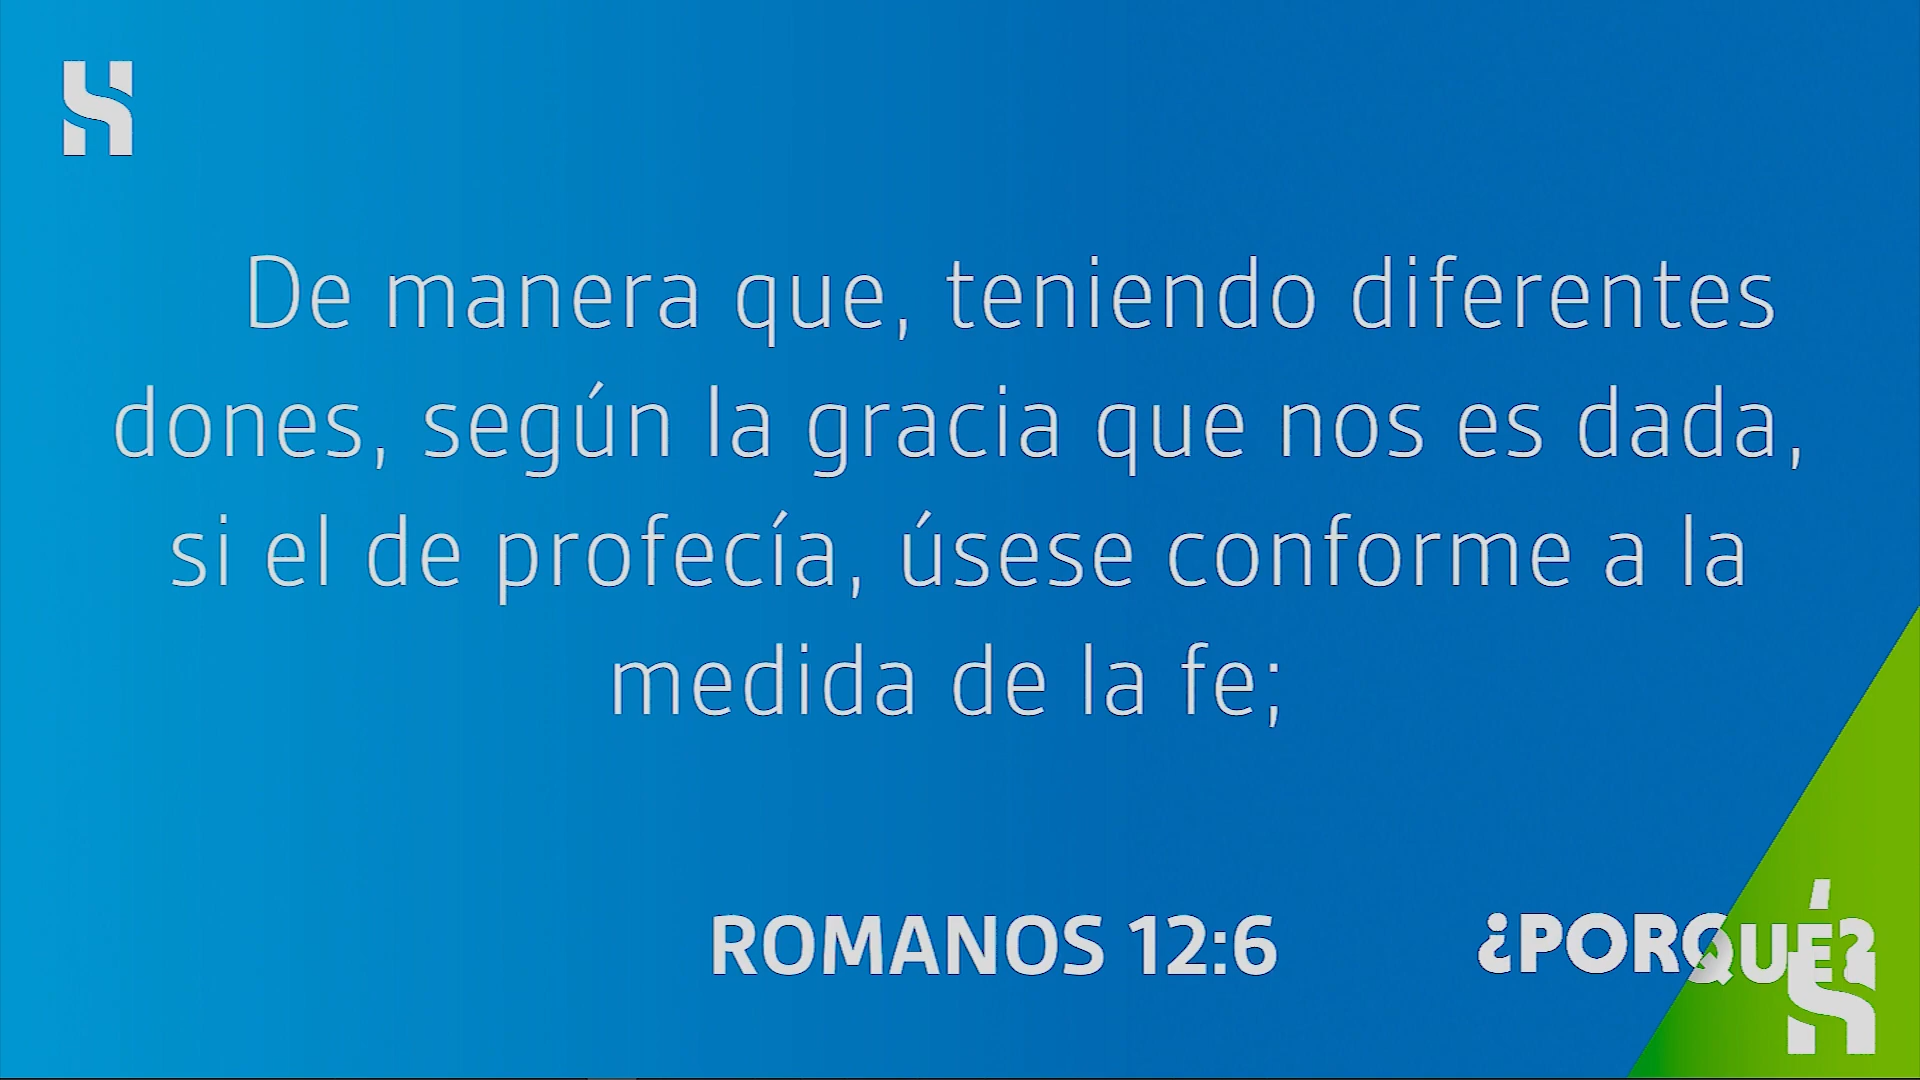 De manera que, teniendo diferentes
dones, según la gracia que nos es dada,
si el de profecía, úsese conforme a la
medida de la fe;
ROMANOS 12:6
¿PORQUÉ?